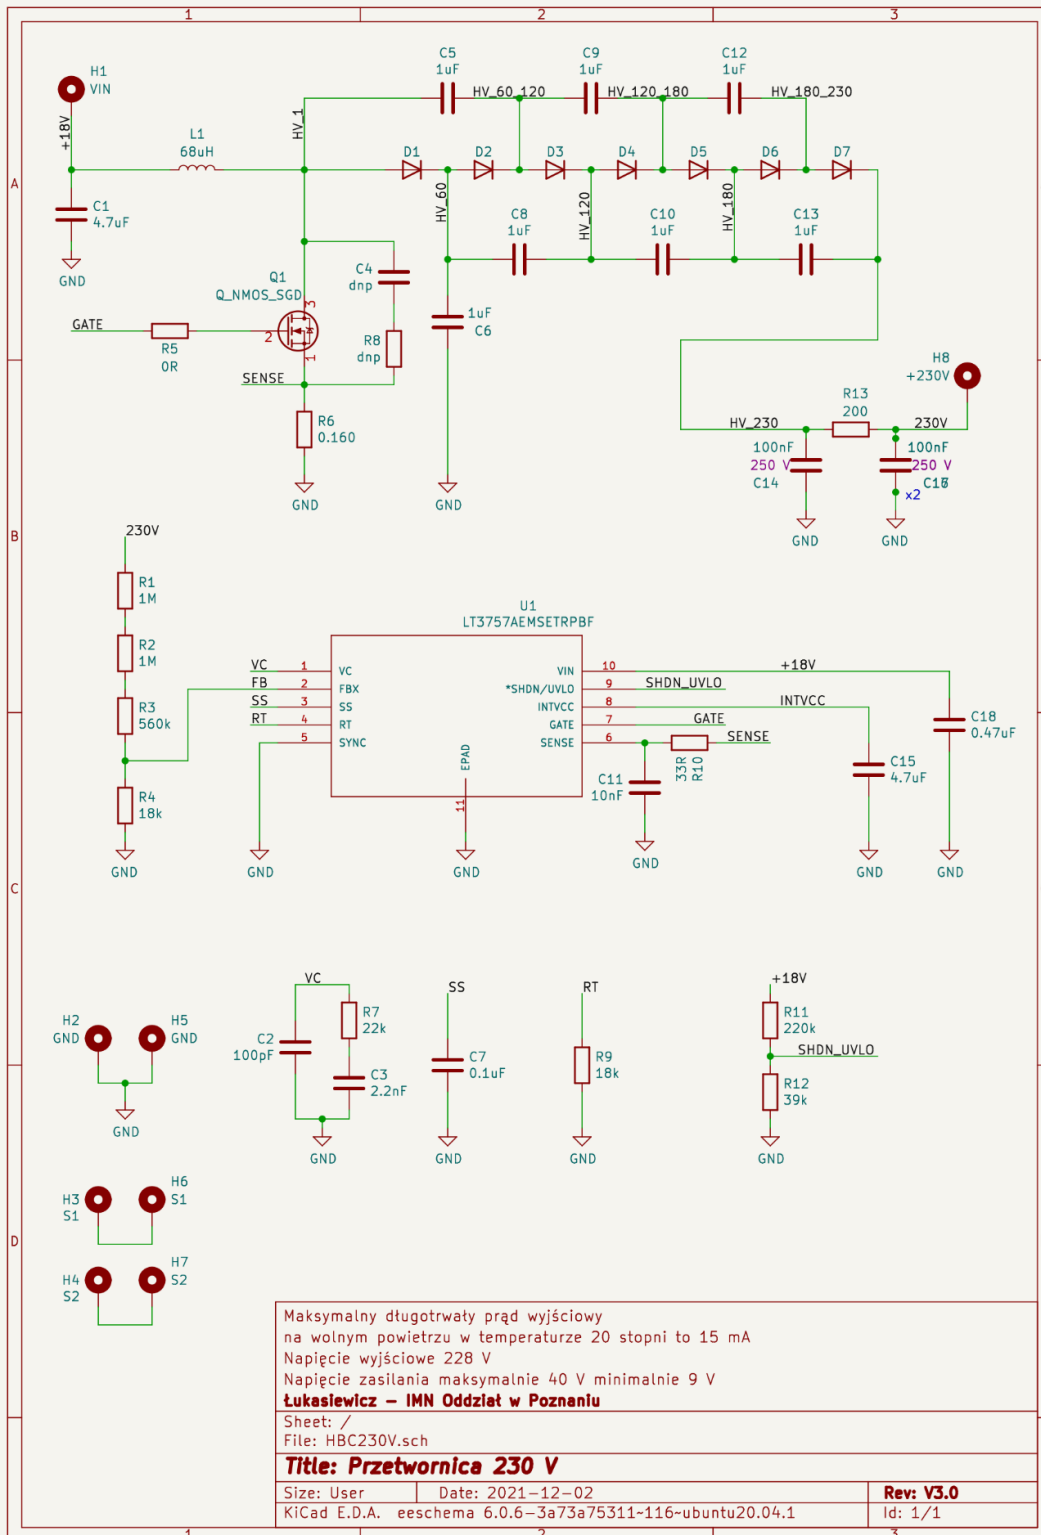 1 2 3
A
B
C
D
H1
VIN
+18V
L1
68uH
HV_1
C1
4.7uF
GND
C5
1uF
C9
1uF
C12
1uF
HV_60_120
HV_120_180
HV_180_230
D1 D2 D3 D4 D5 D6 D7
HV_60
HV_120
HV_180
C8
1uF
C10
1uF
C13
1uF
C4
dnp
Q1
Q_NMOS_SGD
3
2
1
GATE
R5
0R
R8
dnp
1uF
C6
SENSE
R6
0.160
GND
GND
H8
+230V
R13
200
HV_230
230V
100nF
250 V
C14
100nF
250 V
x2
GND
GND
230V
R1
1M
R2
1M
R3
560k
R4
18k
GND
U1
LT3757AEMSETRPBF
VC 1 VC
FB 2 FBX
SS 3 SS
RT 4 RT
5 SYNC
VIN 10 +18V
*SHDN/UVLO 9 SHDN_UVLO
INTVCC 8 INTVCC
GATE 7 GATE
SENSE 6 SENSE
EPAD
11
33R
R10
C11
10nF
C15
4.7uF
C18
0.47uF
GND
GND
GND
GND
GND
H2
GND
H5
GND
GND
VC
C2
100pF
R7
22k
C3
2.2nF
GND
SS
C7
0.1uF
GND
RT
R9
18k
GND
+18V
R11
220k
SHDN_UVLO
R12
39k
GND
H3
S1
H6
S1
H4
S2
H7
S2
Maksymalny długotrwały prąd wyjściowy
na wolnym powietrzu w temperaturze 20 stopni to 15 mA
Napięcie wyjściowe 228 V
Napięcie zasilania maksymalnie 40 V minimalnie 9 V
Łukasiewicz – IMN Oddział w Poznaniu
Sheet: /
File: HBC230V.sch
Title: Przetwornica 230 V
Size: User Date: 2021-12-02 Rev: V3.0
KiCad E.D.A. eeschema 6.0.6-3a73a75311~116~ubuntu20.04.1 Id: 1/1
1 2 3